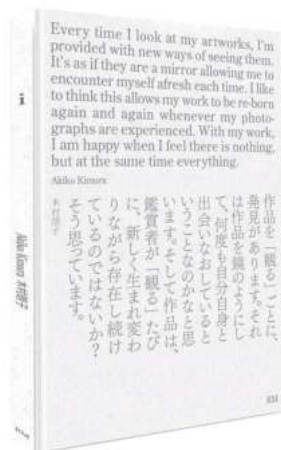 Every time I look at my artworks, I'm
provided with new ways of seeing them.
It's as if they are a mirror allowing me to
encounter myself afresh each time. I like
to think this allows my work to be re-born
again and again whenever my photo-
graphs are experienced. With my work,
I am happy when I feel there is nothing,
but at the same time everything.
Akiko Kimura
作品を「観る」ごとに、
発見があります。それ
は作品を鏡のようにし
て、何度も自分自身と
出会いなおしていると
いうことなのかなと思
います。そして作品は、
鑑賞者が「観る」たび
に、新しく生まれ変わ
りながら存在し続け
ているのではないか？
そう思っています。
i
Akiko Kimura
RM